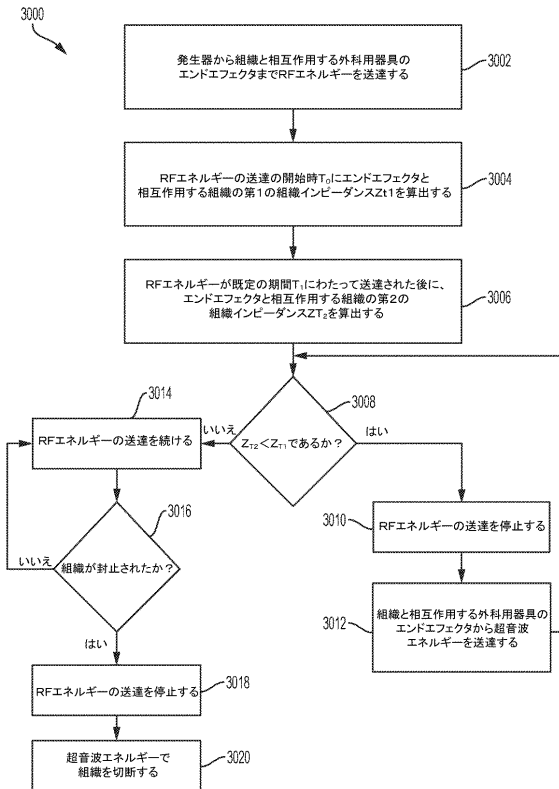 3000
発生器から組織と相互作用する外科用器具の
エンドエフェクタまでRFエネルギーを送達する
3002
RFエネルギーの送達の開始時T₀にエンドエフェクタと
相互作用する組織の第1の組織インピーダンスZt1を算出する
3004
RFエネルギーが既定の期間T₁にわたって送達された後に、
エンドエフェクタと相互作用する組織の第2の
組織インピーダンスZT₂を算出する
3006
3008
Z_T2<Z_T1であるか?
いいえ
はい
3014
RFエネルギーの送達を続ける
3016
組織が封止されたか?
いいえ
はい
3010
RFエネルギーの送達を停止する
3012
組織と相互作用する外科用器具の
エンドエフェクタから超音波
エネルギーを送達する
3018
RFエネルギーの送達を停止する
3020
超音波エネルギーで
組織を切断する